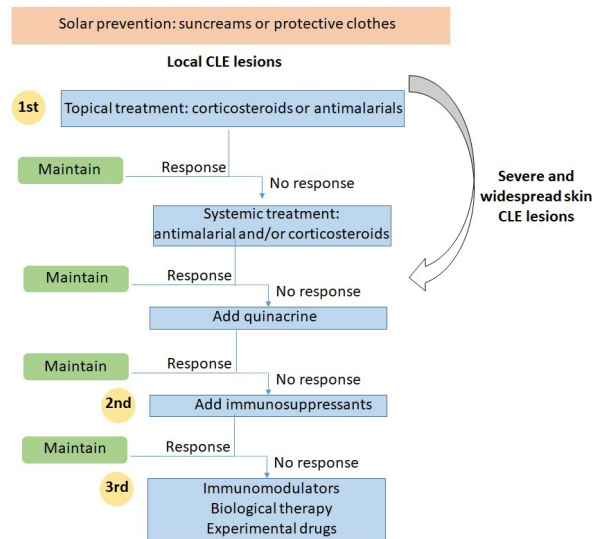 Solar prevention: suncreams or protective clothes
Local CLE lesions
1st
Topical treatment: corticosteroids or antimalarials
Maintain
Response
No response
Severe and
widespread skin
CLE lesions
Systemic treatment:
antimalarial and/or corticosteroids
Maintain
Response
No response
Add quinacrine
Maintain
Response
No response
2nd
Add immunosuppressants
Maintain
Response
No response
3rd
Immunomodulators
Biological therapy
Experimental drugs